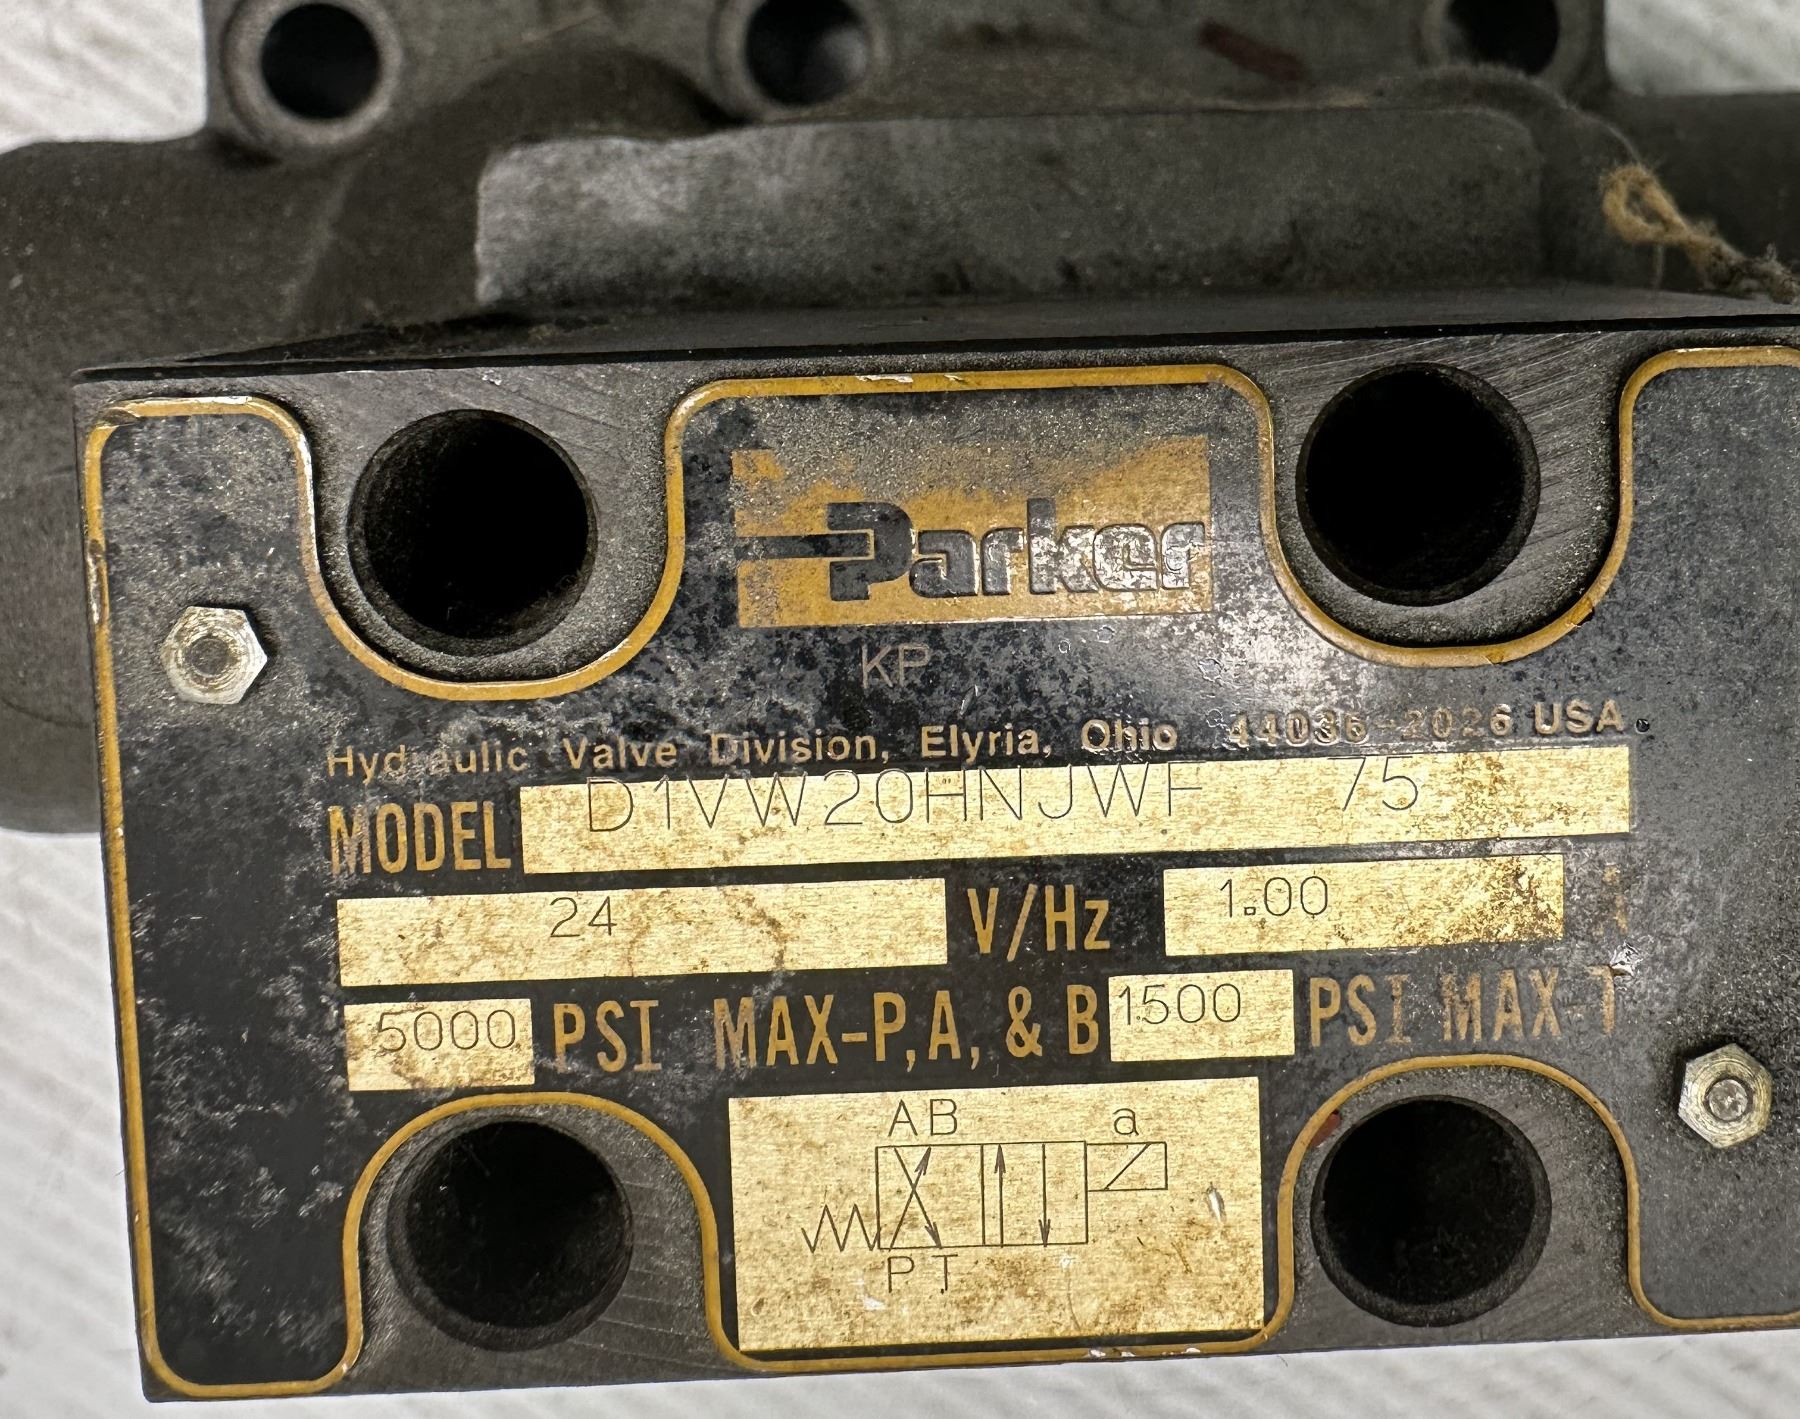 Parker
KP
Hydraulic Valve Division, Elyria, Ohio 44036-2026 USA
MODEL D1VW20HNJWF 75
24 V/Hz 1.00 A
5000 PSI MAX-P,A, & B 1500 PSI MAX-T
AB a
PT